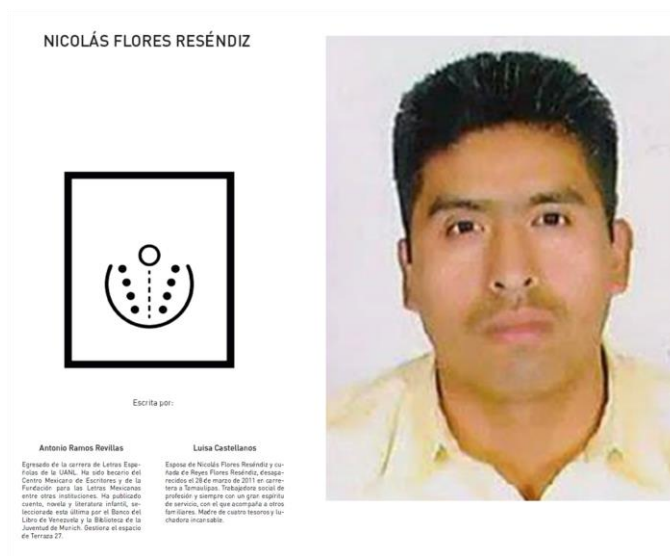 NICOLÁS FLORES RESÉNDIZ
Escrita por:
Antonio Ramos Revillas
Egresado de la carrera de Letras Espa-
ñolas de la UANL. Ha sido becario del
Centro Mexicano de Escritores y de la
Fundación para las Letras Mexicanas
entre otras instituciones. Ha publicado
cuento, novela y literatura infantil, se-
leccionada esta última por el Banco del
Libro de Venezuela y la Biblioteca de la
Juventud de Munich. Gestiona el espacio
de Terraza 27.
Luisa Castellanos
Esposa de Nicolás Flores Reséndiz y cu-
ñada de Reyes Flores Reséndiz, desapa-
recidos el 28 de marzo de 2011 en carre-
tera a Tamaulipas. Trabajadora social de
profesión y siempre con un gran espíritu
de servicio, con el que acompaña a otros
familiares. Madre de cuatro tesoros y lu-
chadora incansable.